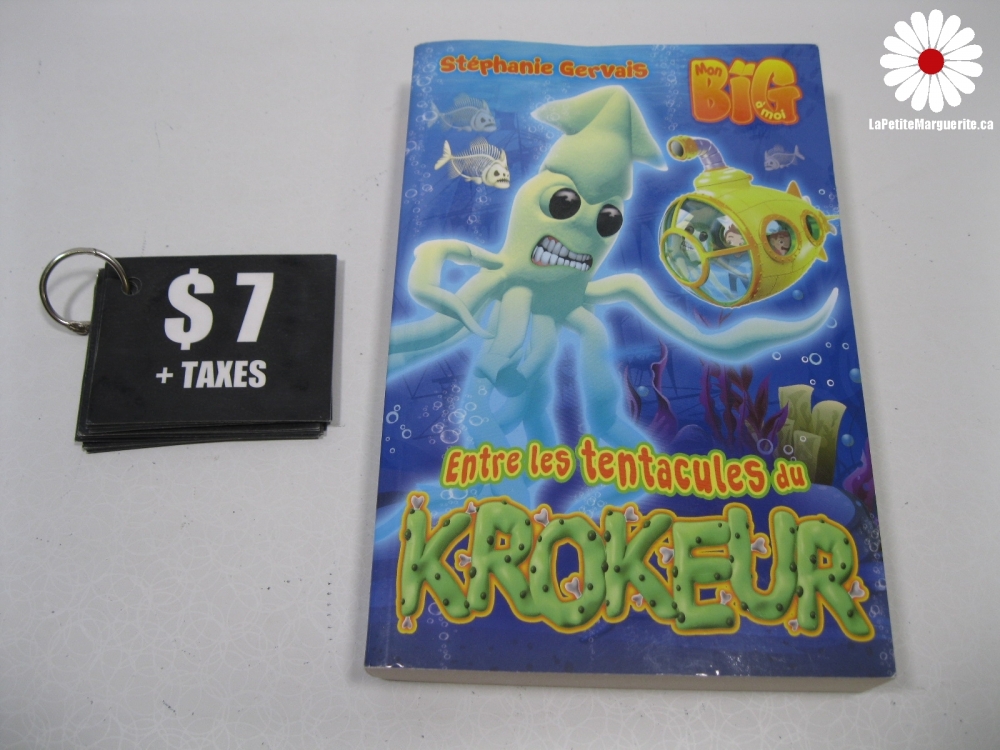 LaPetiteMarguerite.ca
$ 7
+ TAXES
Stéphanie Gervais
Mon
BIG
à moi
Entre les tentacules du
KROKEUR